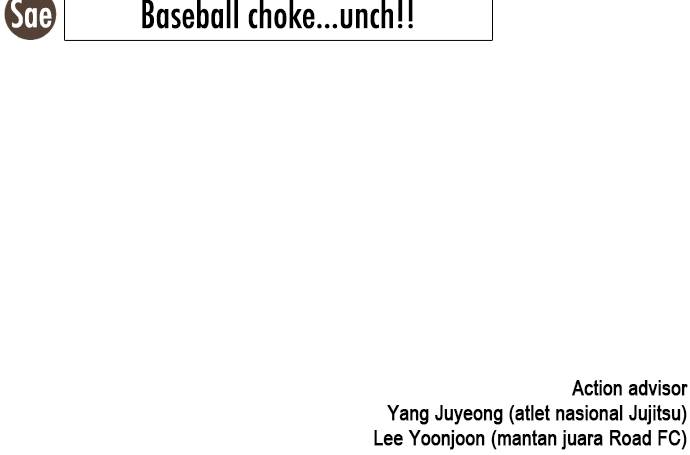 Sae
Baseball choke...unch!!
Action advisor
Yang Juyeong (atlet nasional Jujitsu)
Lee Yoonjoon (mantan juara Road FC)